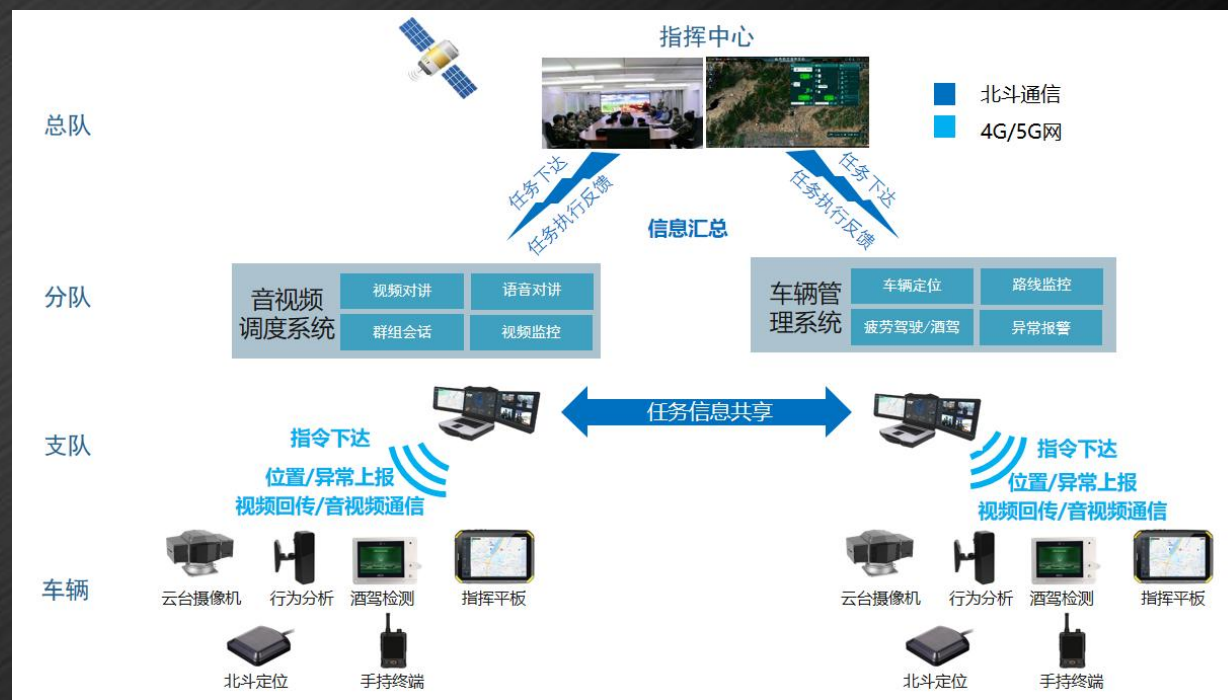 指挥中心
北斗通信
4G/5G网
总队
任务下达
任务执行反馈
任务下达
任务执行反馈
信息汇总
分队
音视频
调度系统
视频对讲
语音对讲
群组会话
视频监控
车辆管
理系统
车辆定位
路线监控
疲劳驾驶/酒驾
异常报警
任务信息共享
支队
指令下达
位置/异常上报
视频回传/音视频通信
指令下达
位置/异常上报
视频回传/音视频通信
车辆
云台摄像机
行为分析
酒驾检测
指挥平板
北斗定位
手持终端
云台摄像机
行为分析
酒驾检测
指挥平板
北斗定位
手持终端